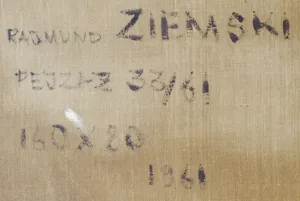 RAJMUND ZIEMSKI
PEJZAŻ 33/61
160 X 80
1961